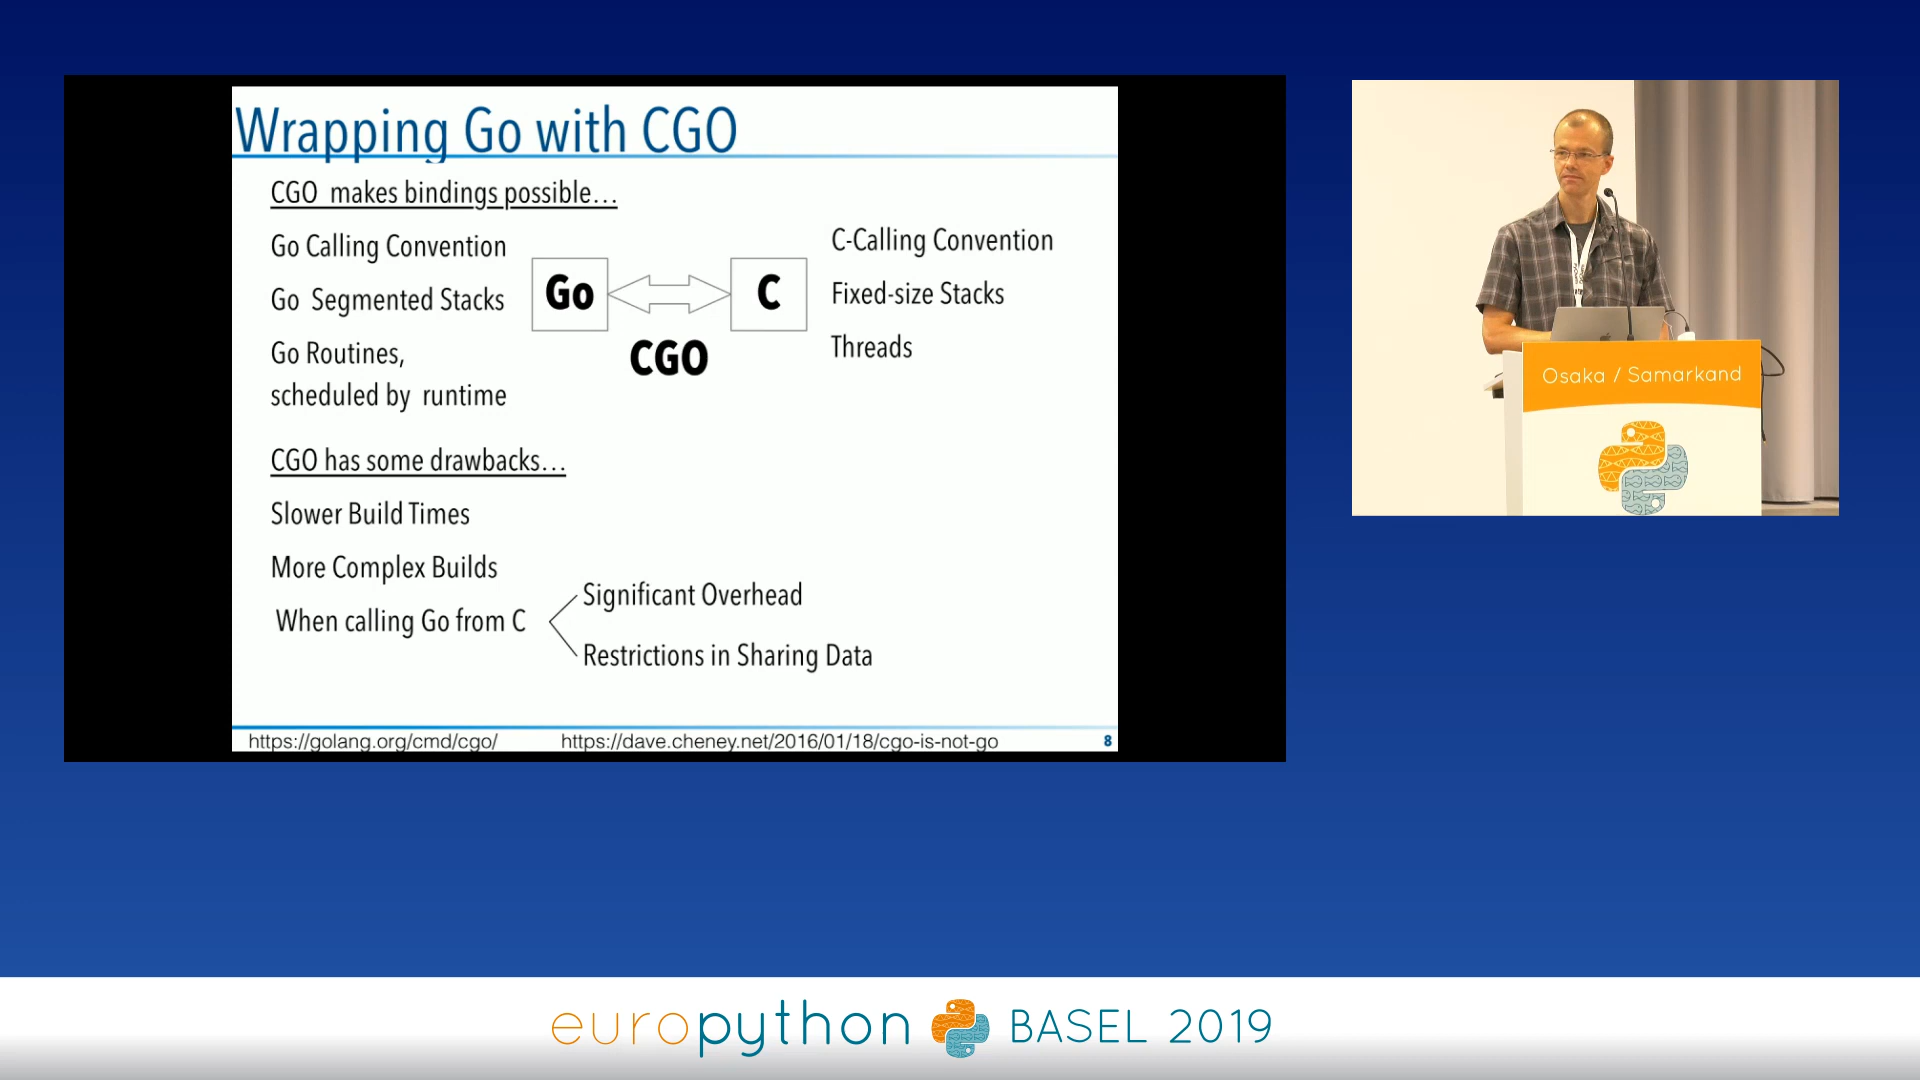 Wrapping Go with CGO
CGO makes bindings possible...
Go Calling Convention
Go Segmented Stacks
Go Routines,
scheduled by runtime
Go
C
CGO
C-Calling Convention
Fixed-size Stacks
Threads
CGO has some drawbacks...
Slower Build Times
More Complex Builds
When calling Go from C
Significant Overhead
Restrictions in Sharing Data
https://golang.org/cmd/cgo/
https://dave.cheney.net/2016/01/18/cgo-is-not-go
8
Osaka / Samarkand
europython BASEL 2019